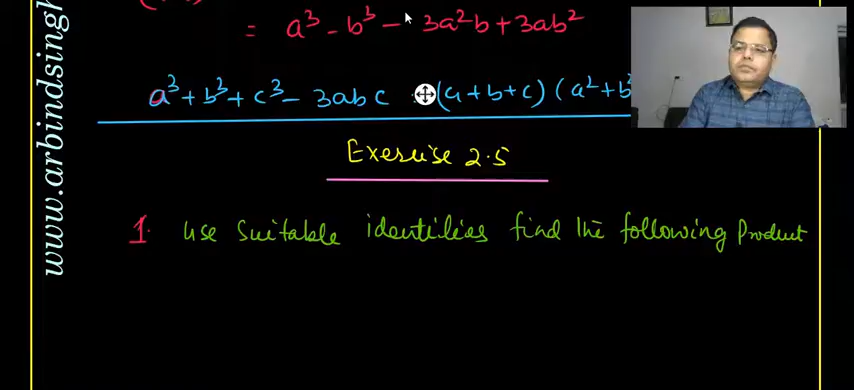 = a³ - b³ - 3a²b + 3ab²
a³ + b³ + c³ - 3abc (a + b + c) (a² + b²
Exersise 2.5
1. Use Suitable identities find the following Product
www.arbindsingh